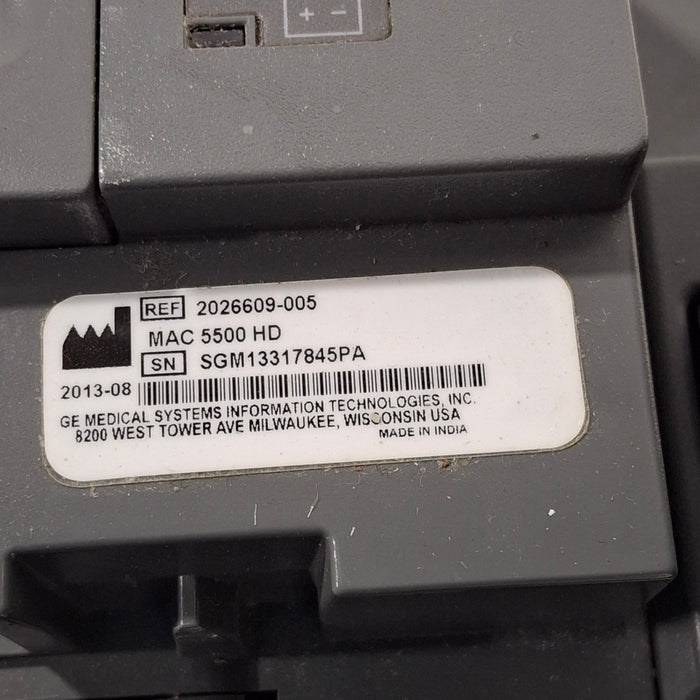 + -
REF 2026609-005
MAC 5500 HD
SN SGM13317845PA
2013-08
GE MEDICAL SYSTEMS INFORMATION TECHNOLOGIES, INC.
8200 WEST TOWER AVE MILWAUKEE, WISCONSIN USA
MADE IN INDIA